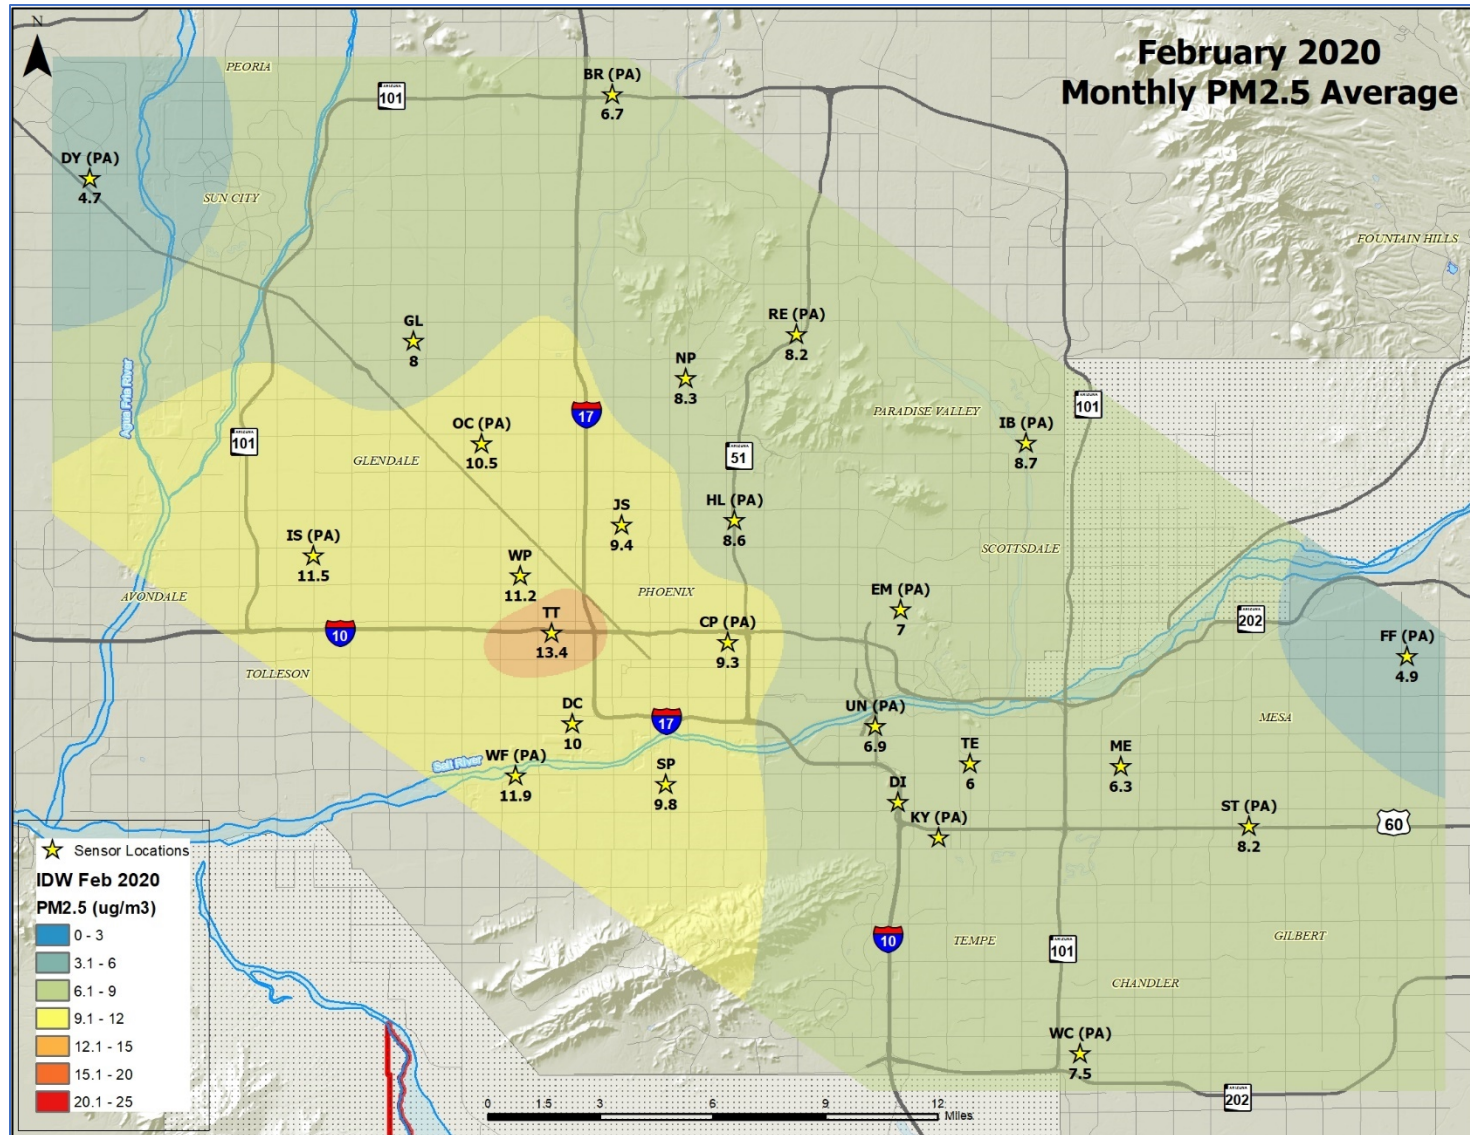 February 2020
Monthly PM2.5 Average
N
PEORIA
ARIZONA
101
BR (PA)
6.7
DY (PA)
4.7
SUN CITY
FOUNTAIN HILLS
GL
8
RE (PA)
8.2
NP
8.3
Agua Fria River
17
PARADISE VALLEY
ARIZONA
101
OC (PA)
10.5
IB (PA)
8.7
ARIZONA
101
GLENDALE
ARIZONA
51
JS
9.4
HL (PA)
8.6
IS (PA)
11.5
WP
11.2
SCOTTSDALE
AVONDALE
PHOENIX
EM (PA)
7
TT
13.4
10
CP (PA)
9.3
ARIZONA
202
FF (PA)
4.9
TOLLESON
DC
10
17
UN (PA)
6.9
MESA
Salt River
WF (PA)
11.9
SP
9.8
TE
6
ME
6.3
DI
KY (PA)
ST (PA)
8.2
60
10
TEMPE
ARIZONA
101
GILBERT
CHANDLER
WC (PA)
7.5
ARIZONA
202
Sensor Locations
IDW Feb 2020
PM2.5 (ug/m3)
0 - 3
3.1 - 6
6.1 - 9
9.1 - 12
12.1 - 15
15.1 - 20
20.1 - 25
0 1.5 3 6 9 12
Miles